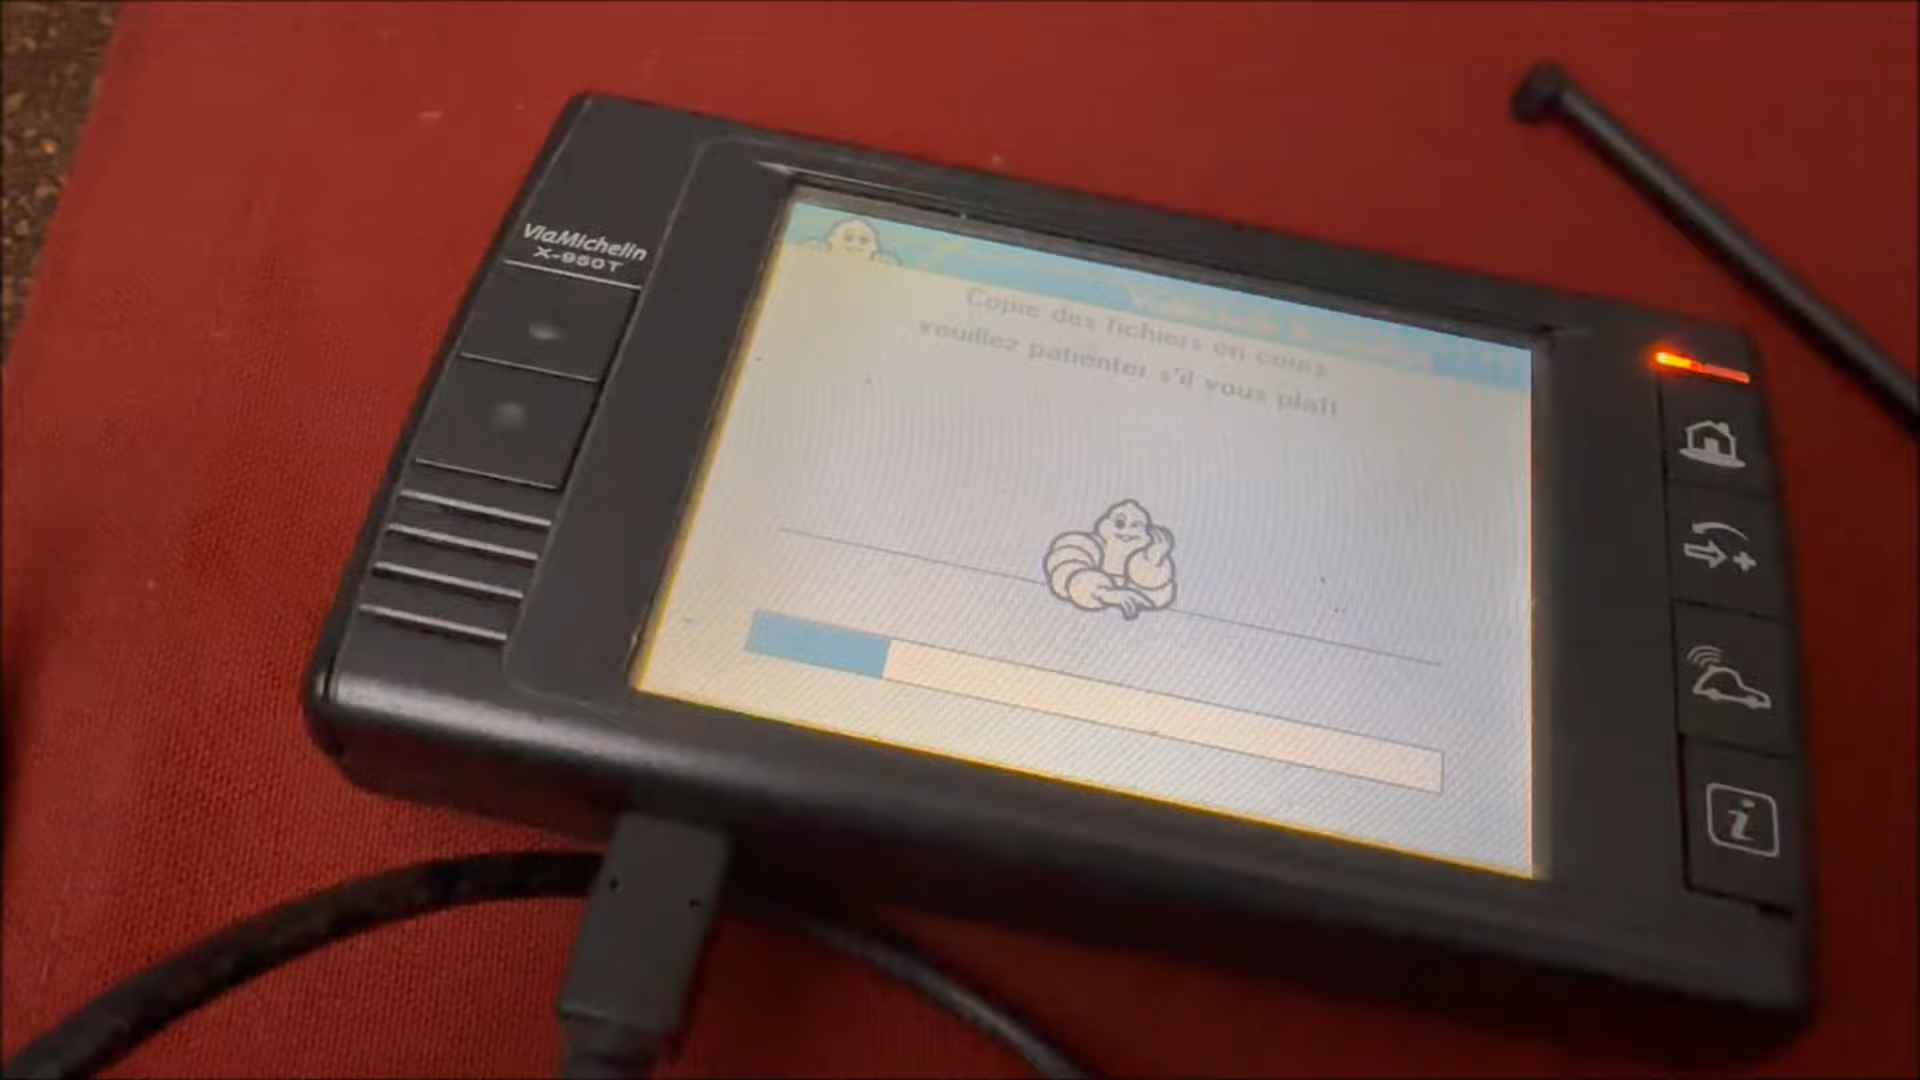 ViaMichelin
X-950T
Copie des fichiers en cours
veuillez patienter s'il vous plaît
i